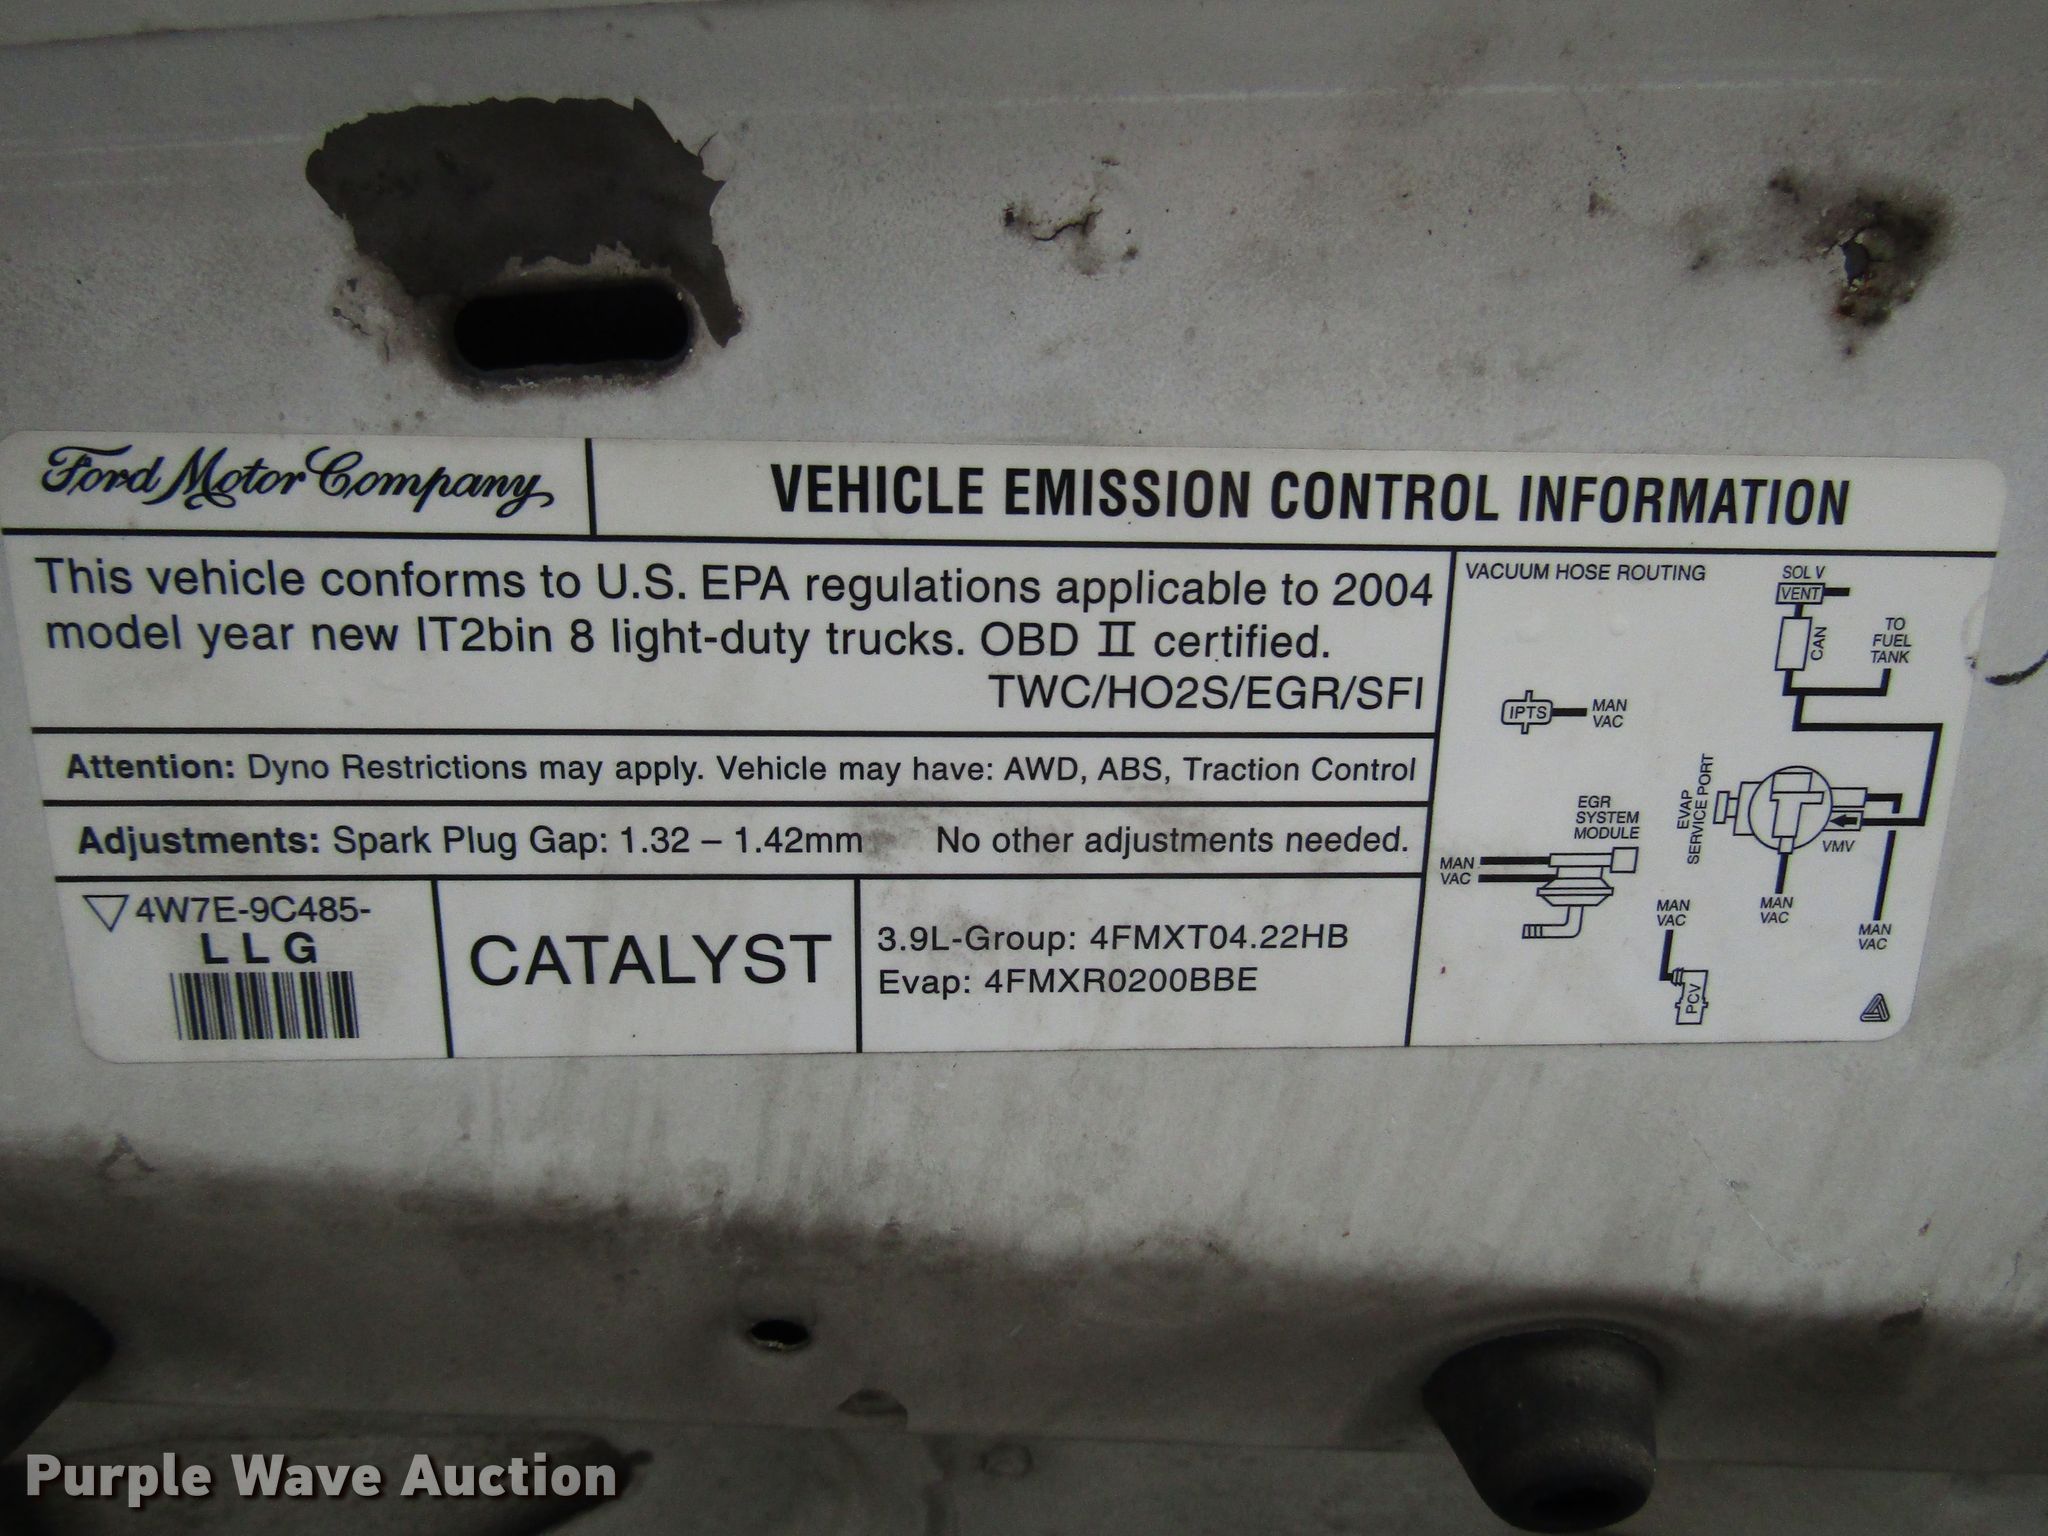 Ford Motor Company
VEHICLE EMISSION CONTROL INFORMATION
This vehicle conforms to U.S. EPA regulations applicable to 2004
model year new IT2bin 8 light-duty trucks. OBD II certified.
TWC/HO2S/EGR/SFI
Attention: Dyno Restrictions may apply. Vehicle may have: AWD, ABS, Traction Control
Adjustments: Spark Plug Gap: 1.32 – 1.42mm No other adjustments needed.
4W7E-9C485-
LLG
CATALYST
3.9L-Group: 4FMXT04.22HB
Evap: 4FMXR0200BBE
VACUUM HOSE ROUTING
SOL V
VENT
CAN
TO
FUEL
TANK
IPTS
MAN
VAC
EGR
SYSTEM
MODULE
MAN
VAC
EVAP
SERVICE PORT
VMV
MAN
VAC
MAN
VAC
MAN
VAC
PCV
Purple Wave Auction